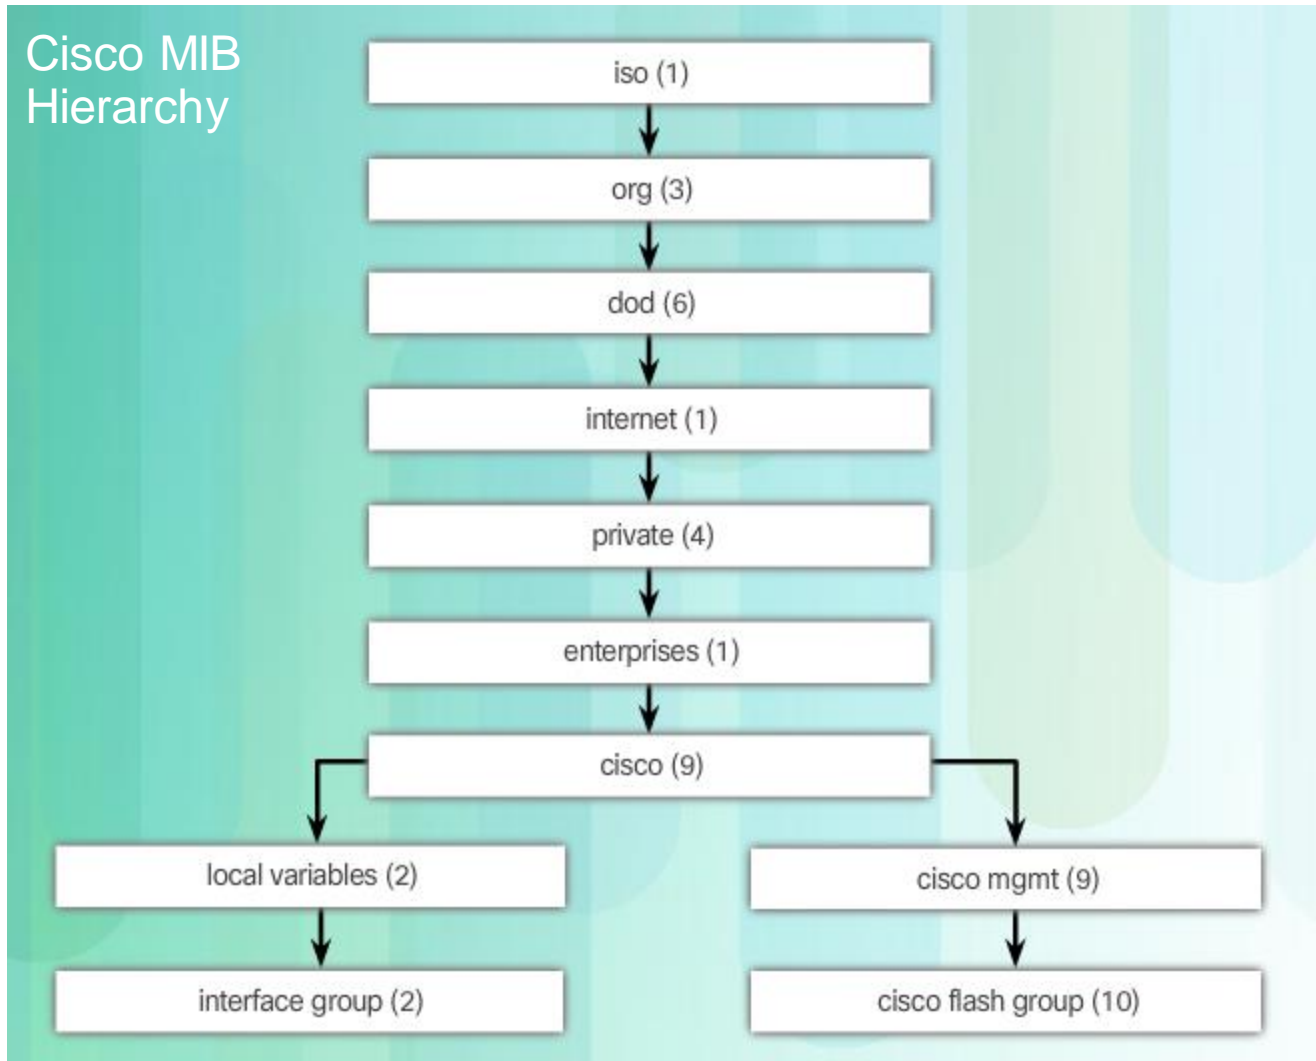 Cisco MIB
Hierarchy
iso (1)
org (3)
dod (6)
internet (1)
private (4)
enterprises (1)
cisco (9)
local variables (2)
cisco mgmt (9)
interface group (2)
cisco flash group (10)